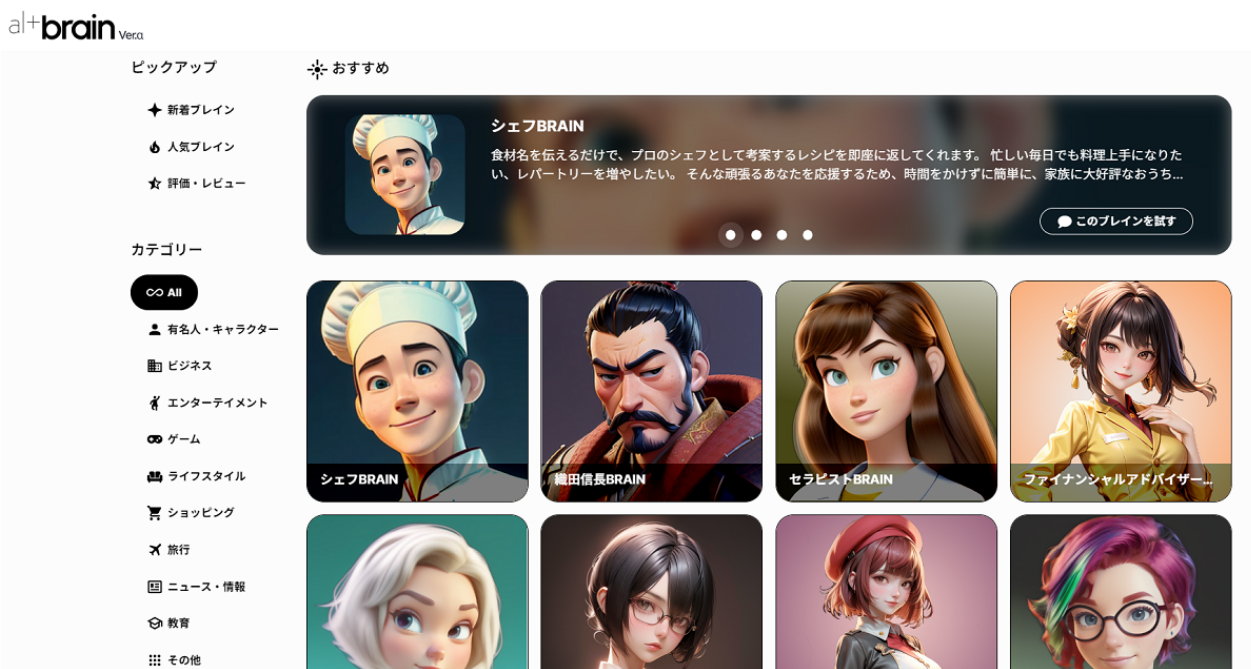 al+brain Ver.α
ピックアップ
新着ブレイン
人気ブレイン
評価・レビュー
カテゴリー
All
有名人・キャラクター
ビジネス
エンターテイメント
ゲーム
ライフスタイル
ショッピング
旅行
ニュース・情報
教育
その他
おすすめ
シェフBRAIN
食材名を伝えるだけで、プロのシェフとして考案するレシピを即座に返してくれます。 忙しい毎日でも料理上手になりた
い、レパートリーを増やしたい。 そんな頑張るあなたを応援するため、時間をかけずに簡単に、家族に大好評なおうち...
このブレインを試す
シェフBRAIN
織田信長BRAIN
セラピストBRAIN
ファイナンシャルアドバイザー...